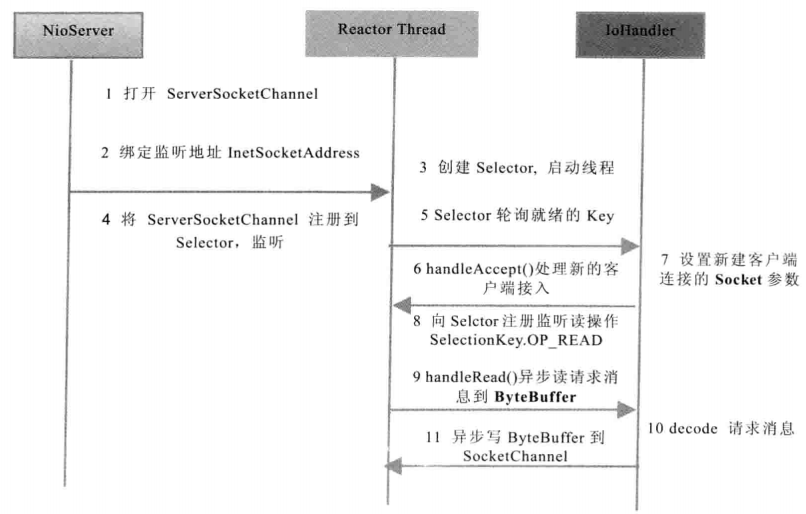 NioServer
Reactor Thread
IoHandler
1 打开 ServerSocketChannel
2 绑定监听地址 InetSocketAddress
3 创建 Selector, 启动线程
4 将 ServerSocketChannel 注册到
Selector，监听
5 Selector 轮询就绪的 Key
6 handleAccept()处理新的客
户端接入
7 设置新建客户端
连接的 Socket 参数
8 向 Selctor 注册监听读操作
SelectionKey.OP_READ
9 handleRead()异步读请求消
息到 ByteBuffer
10 decode 请求消息
11 异步写 ByteBuffer 到
SocketChannel